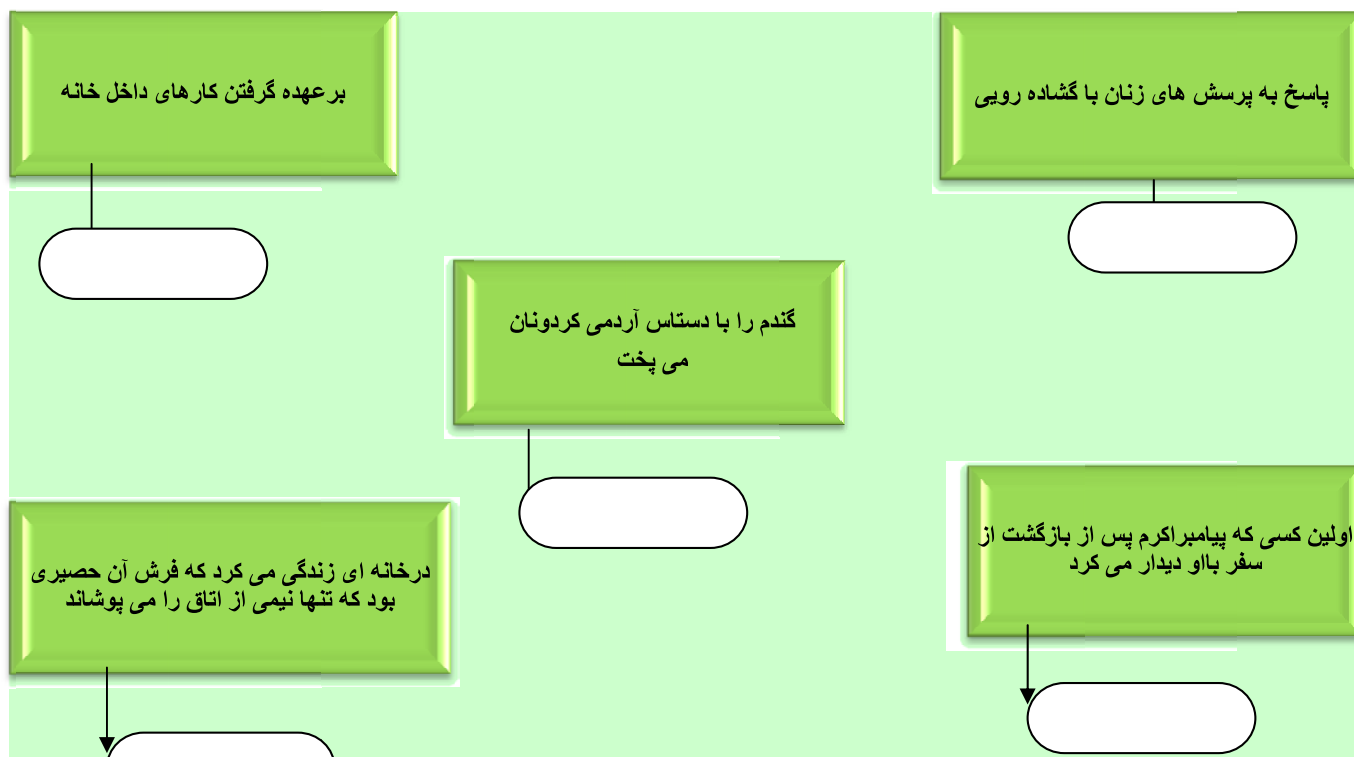 پاسخ به پرسش های زنان با گشاده رویی
برعهده گرفتن کارهای داخل خانه
گندم را با دستاس آردمی کردونان
می پخت
اولین کسی که پیامبراکرم پس از بازگشت از
سفر بااو دیدار می کرد
درخانه ای زندگی می کرد که فرش آن حصیری
بود که تنها نیمی از اتاق را می پوشاند